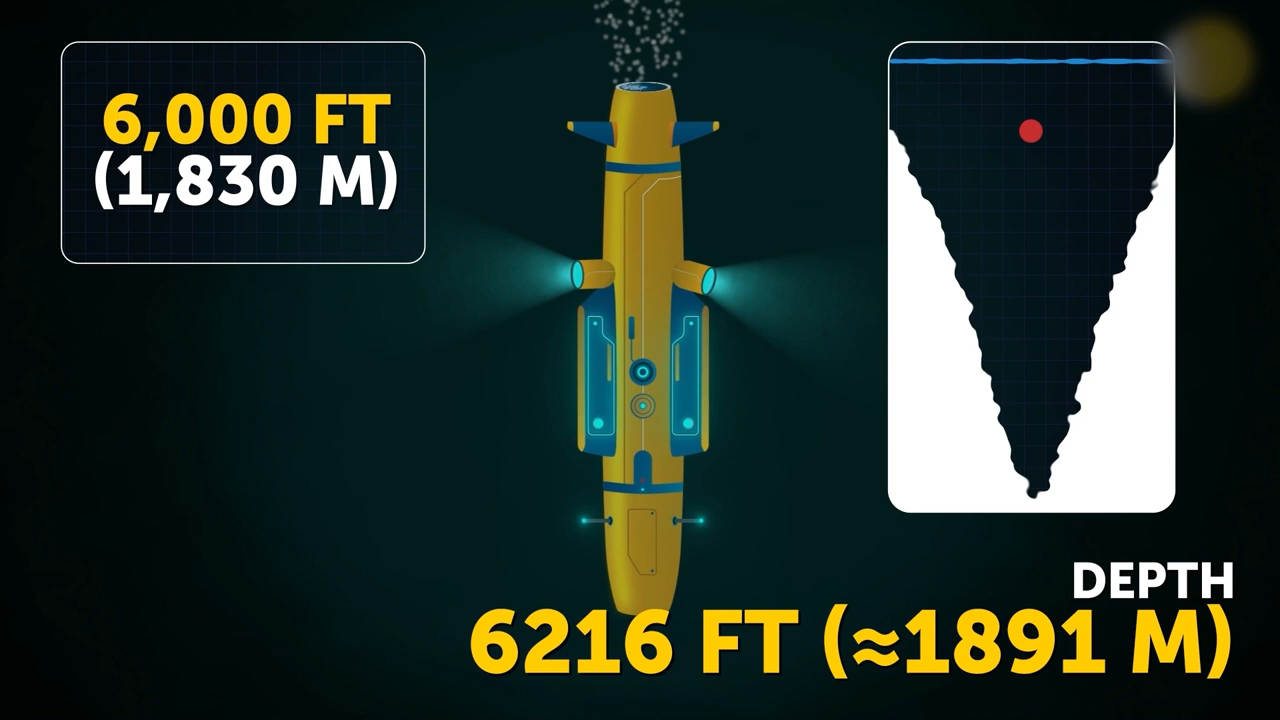 6,000 FT
(1,830 M)
DEPTH
6216 FT (≈1891 M)